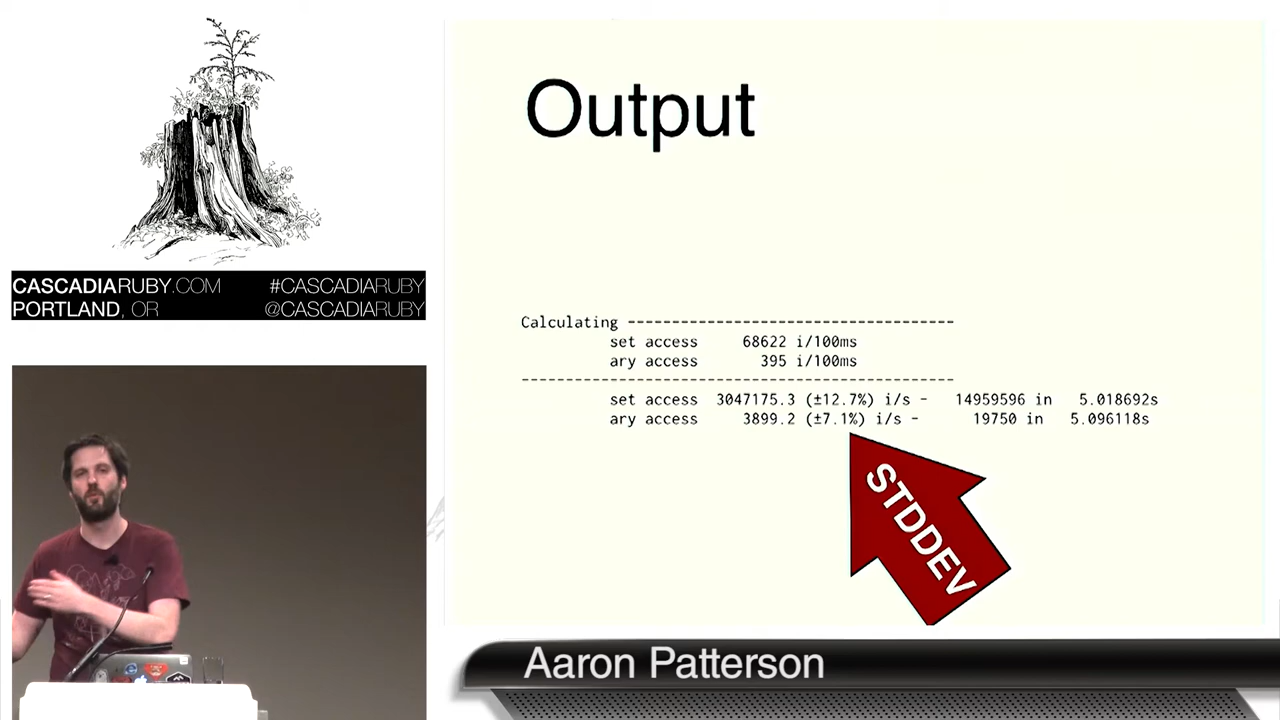 CASCADIARUBY.COM #CASCADIARUBY
PORTLAND, OR @CASCADIARUBY
Output
Calculating -------------------------------------
set access 68622 i/100ms
ary access 395 i/100ms
-------------------------------------------------
set access 3047175.3 (±12.7%) i/s - 14959596 in 5.018692s
ary access 3899.2 (±7.1%) i/s - 19750 in 5.096118s
STDDEV
Aaron Patterson